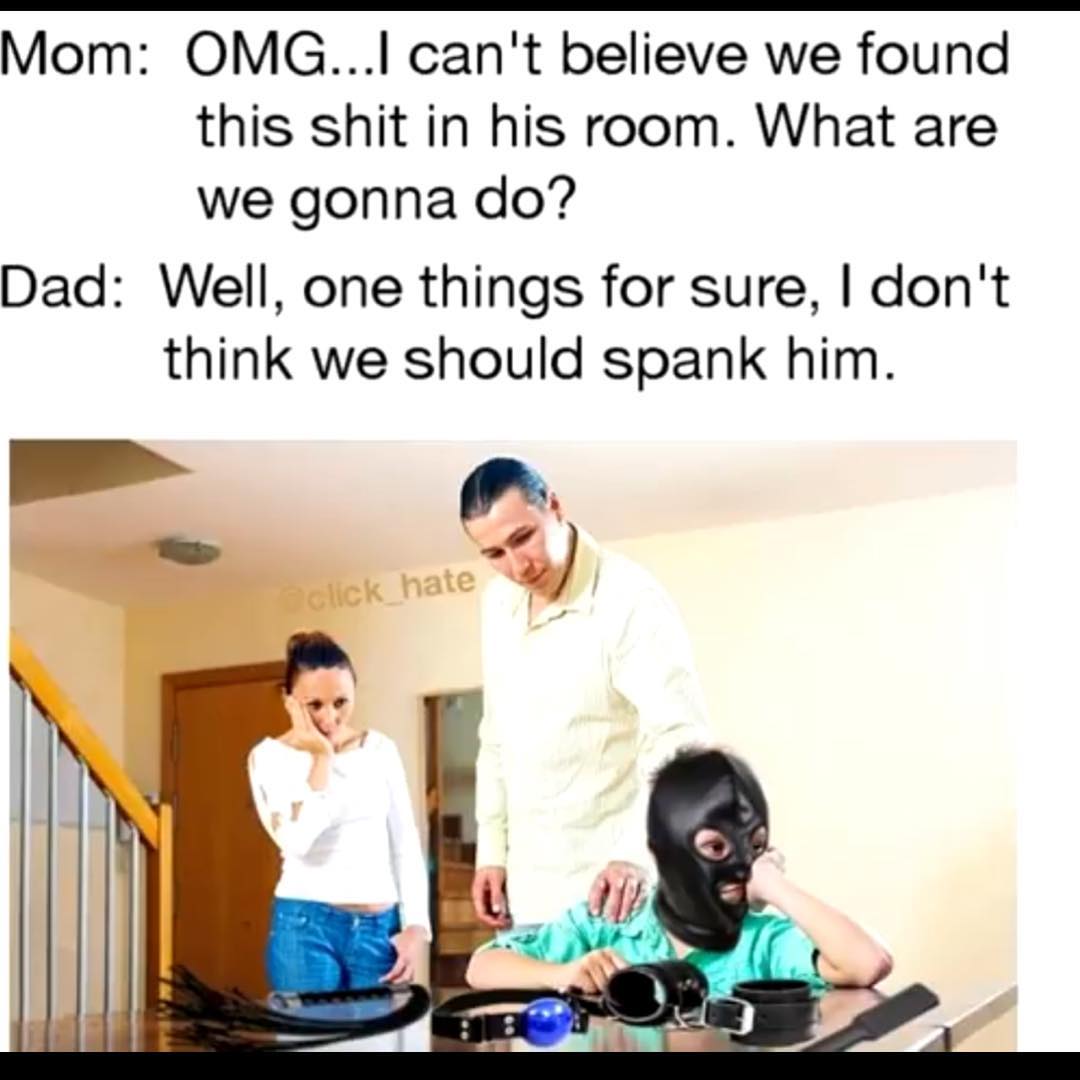 Mom: OMG...I can't believe we found
this shit in his room. What are
we gonna do?
Dad: Well, one things for sure, I don't
think we should spank him.
@click_hate